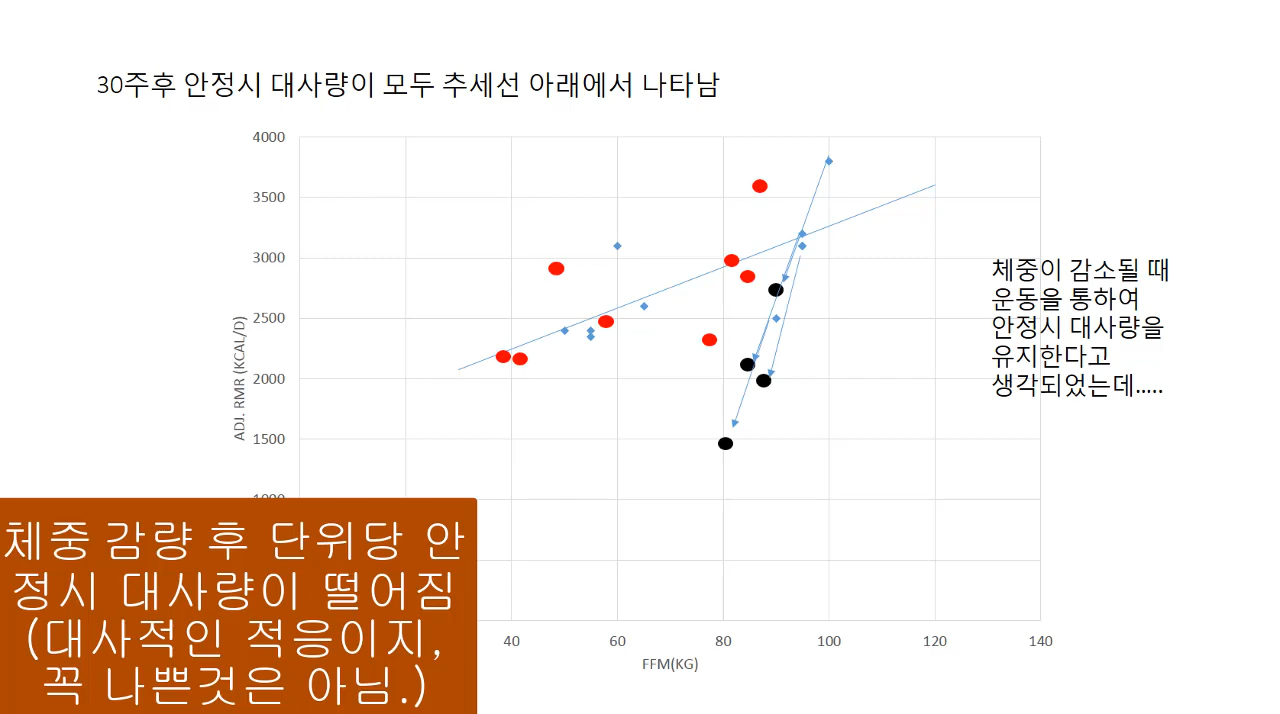 30주후 안정시 대사량이 모두 추세선 아래에서 나타남
4000
3500
3000
2500
2000
1500
1000
ADJ. RMR (KCAL/D)
40
60
80
100
120
140
FFM(KG)
체중이 감소될 때
운동을 통하여
안정시 대사량을
유지한다고
생각되었는데.....
체중 감량 후 단위당 안
정시 대사량이 떨어짐
(대사적인 적응이지,
꼭 나쁜것은 아님.)